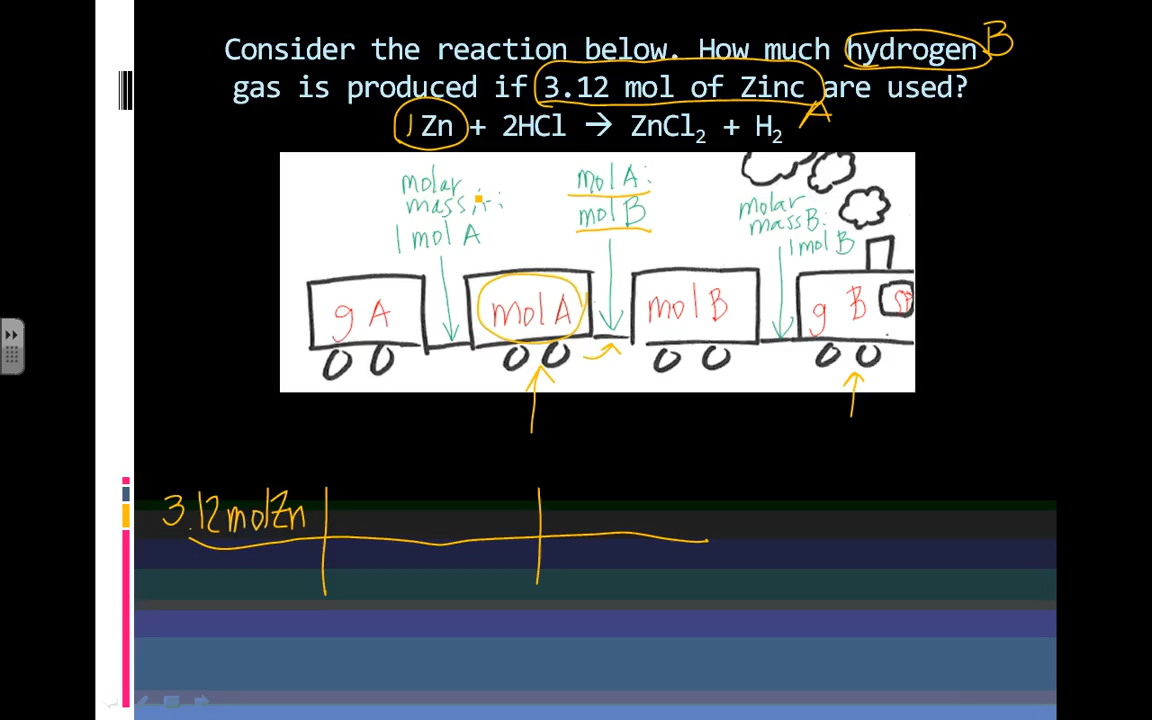 Consider the reaction below. How much hydrogen B
gas is produced if 3.12 mol of Zinc are used?
1 Zn + 2HCl → ZnCl₂ + H₂ A
molar
mass A:
1 mol A
mol A:
mol B
molar
mass B:
1 mol B
g A
mol A
mol B
g B
3.12 mol Zn